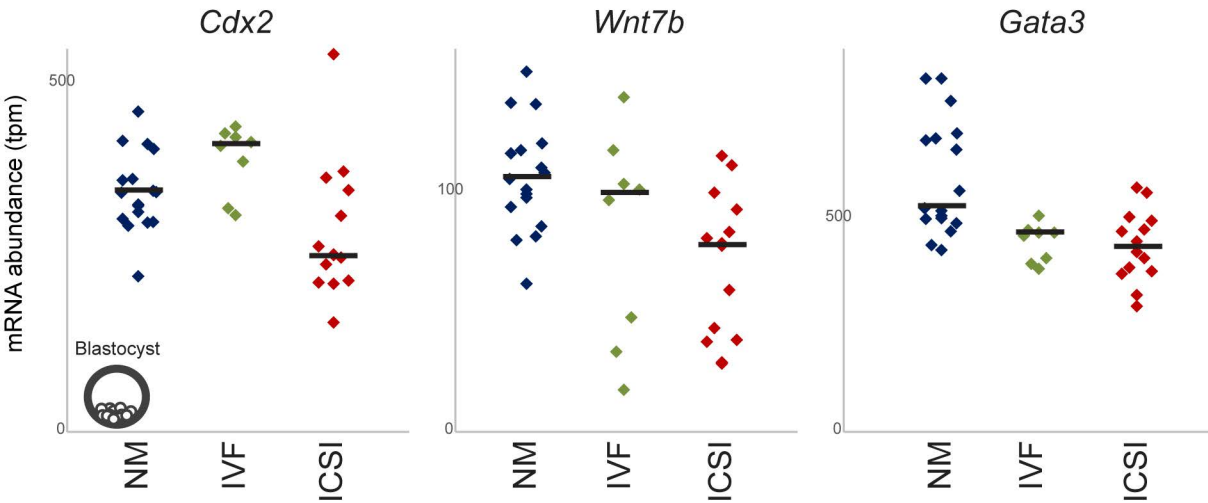 Cdx2
Wnt7b
Gata3
mRNA abundance (tpm)
500
0
100
0
500
0
Blastocyst
NM
IVF
ICSI
NM
IVF
ICSI
NM
IVF
ICSI